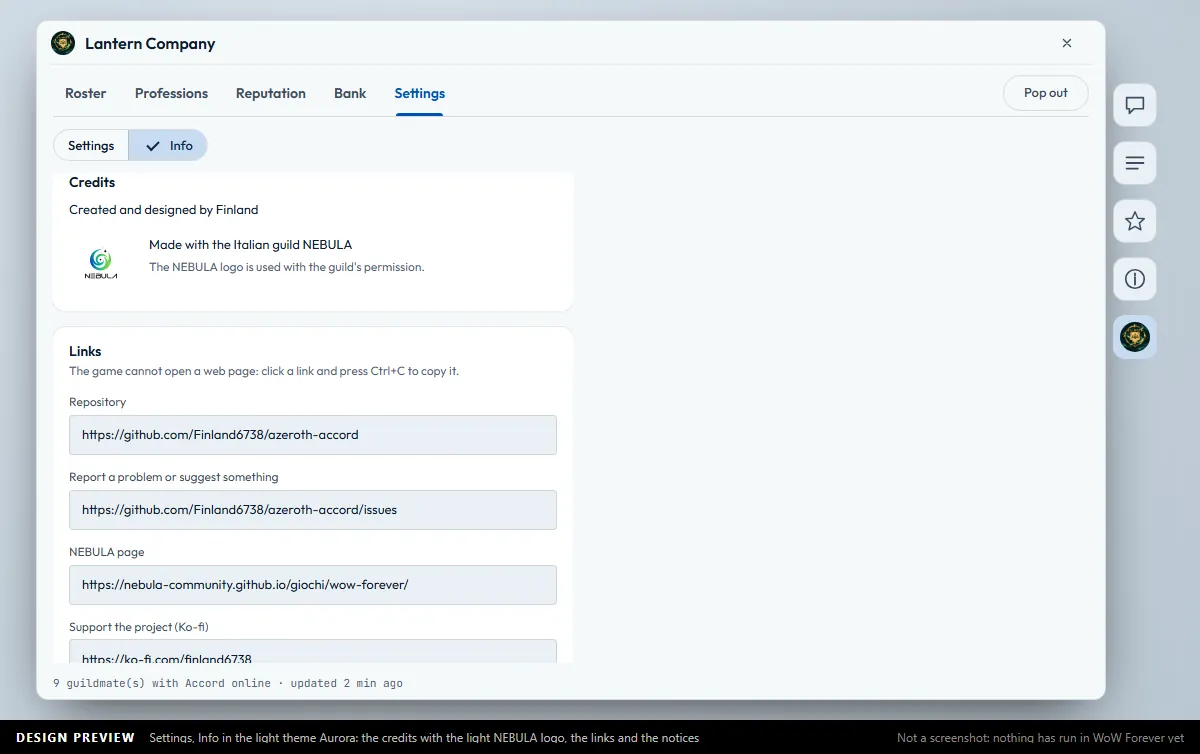 Lantern Company
Roster
Professions
Reputation
Bank
Settings
Pop out
Settings
Info
Credits
Created and designed by Finland
NEBULA
Made with the Italian guild NEBULA
The NEBULA logo is used with the guild's permission.
Links
The game cannot open a web page: click a link and press Ctrl+C to copy it.
Repository
https://github.com/Finland6738/azeroth-accord
Report a problem or suggest something
https://github.com/Finland6738/azeroth-accord/issues
NEBULA page
https://nebula-community.github.io/giochi/wow-forever/
Support the project (Ko-fi)
https://ko-fi.com/finland6738
9 guildmate(s) with Accord online · updated 2 min ago
DESIGN PREVIEW
Settings, Info in the light theme Aurora: the credits with the light NEBULA logo, the links and the notices
Not a screenshot: nothing has run in WoW Forever yet